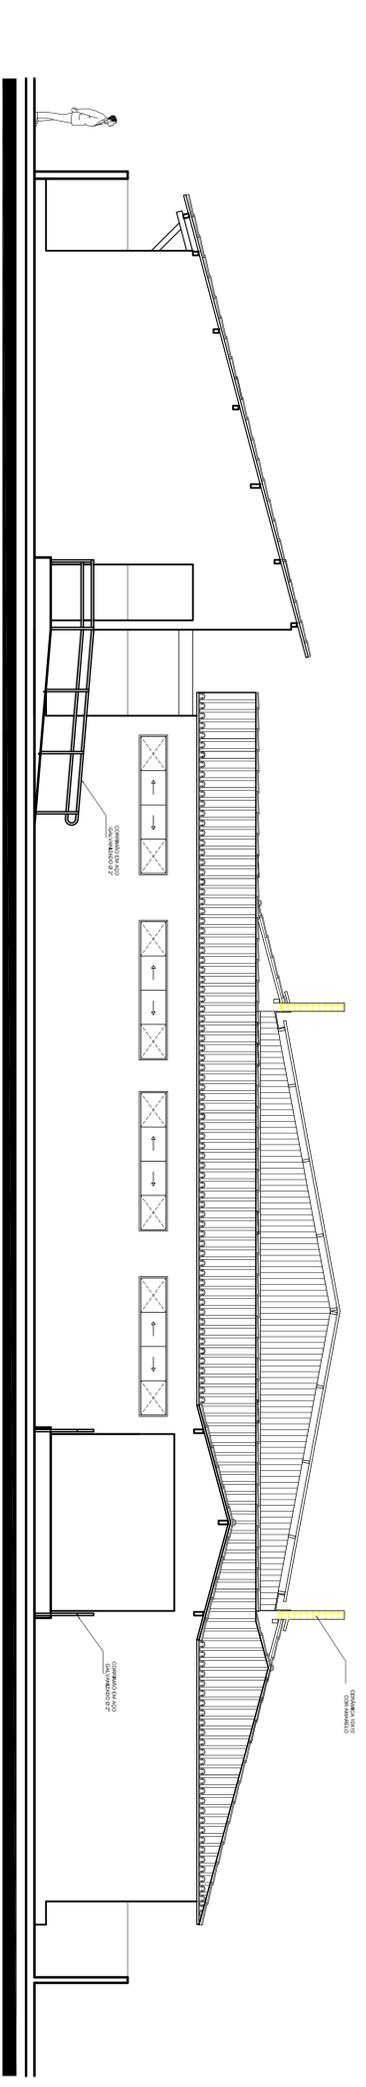 CORRIMÃO EM AÇO
GALVANIZADO Ø 2"
CORRIMÃO EM AÇO
GALVANIZADO Ø 2"
CERÂMICA 10X10
COR AMARELO